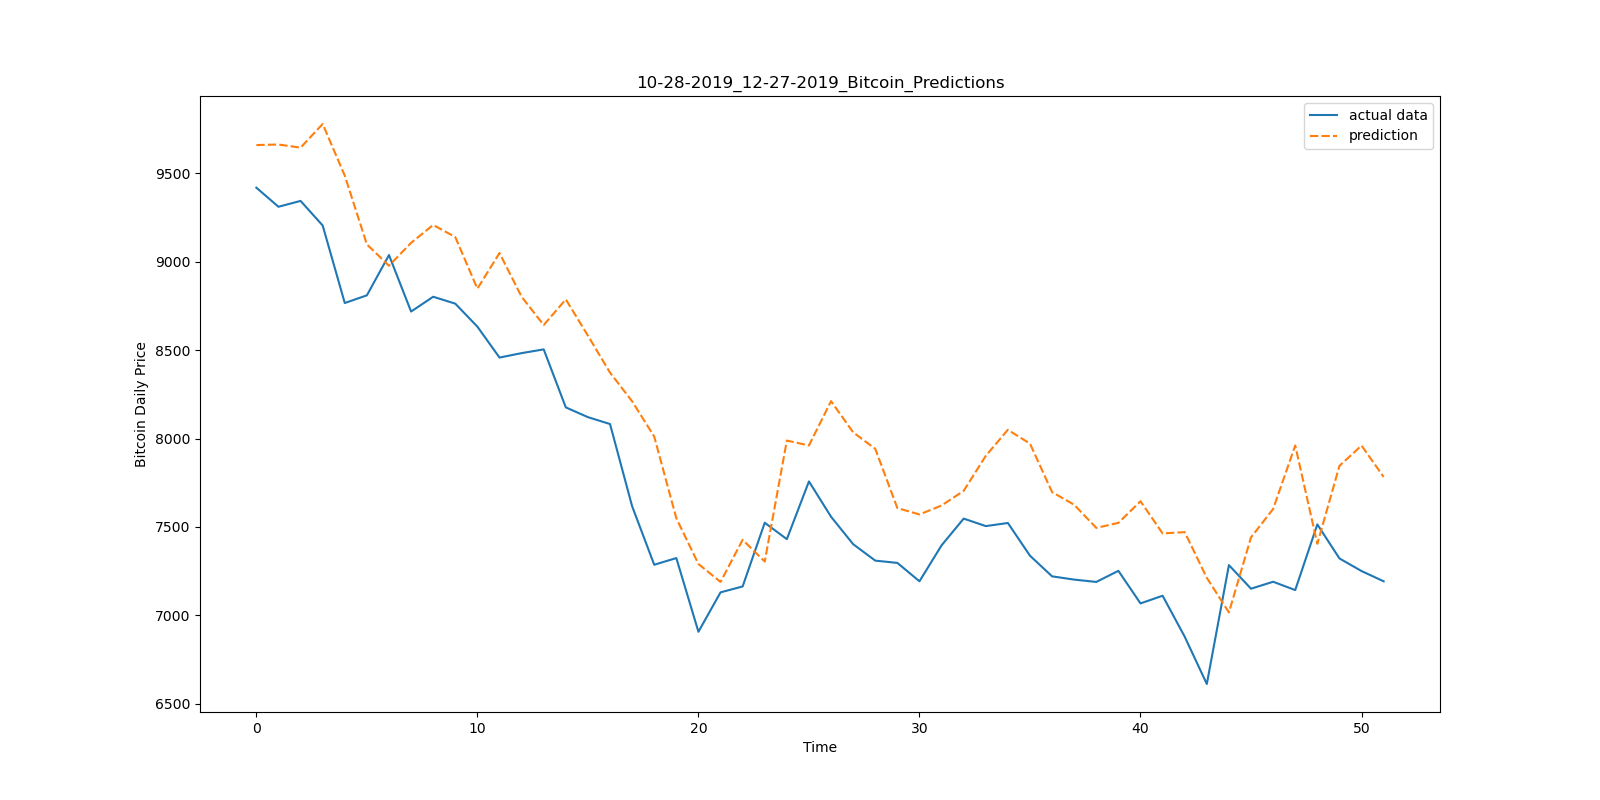 10-28-2019_12-27-2019_Bitcoin_Predictions
actual data
prediction
9500
9000
8500
8000
7500
7000
6500
Bitcoin Daily Price
0 10 20 30 40 50
Time